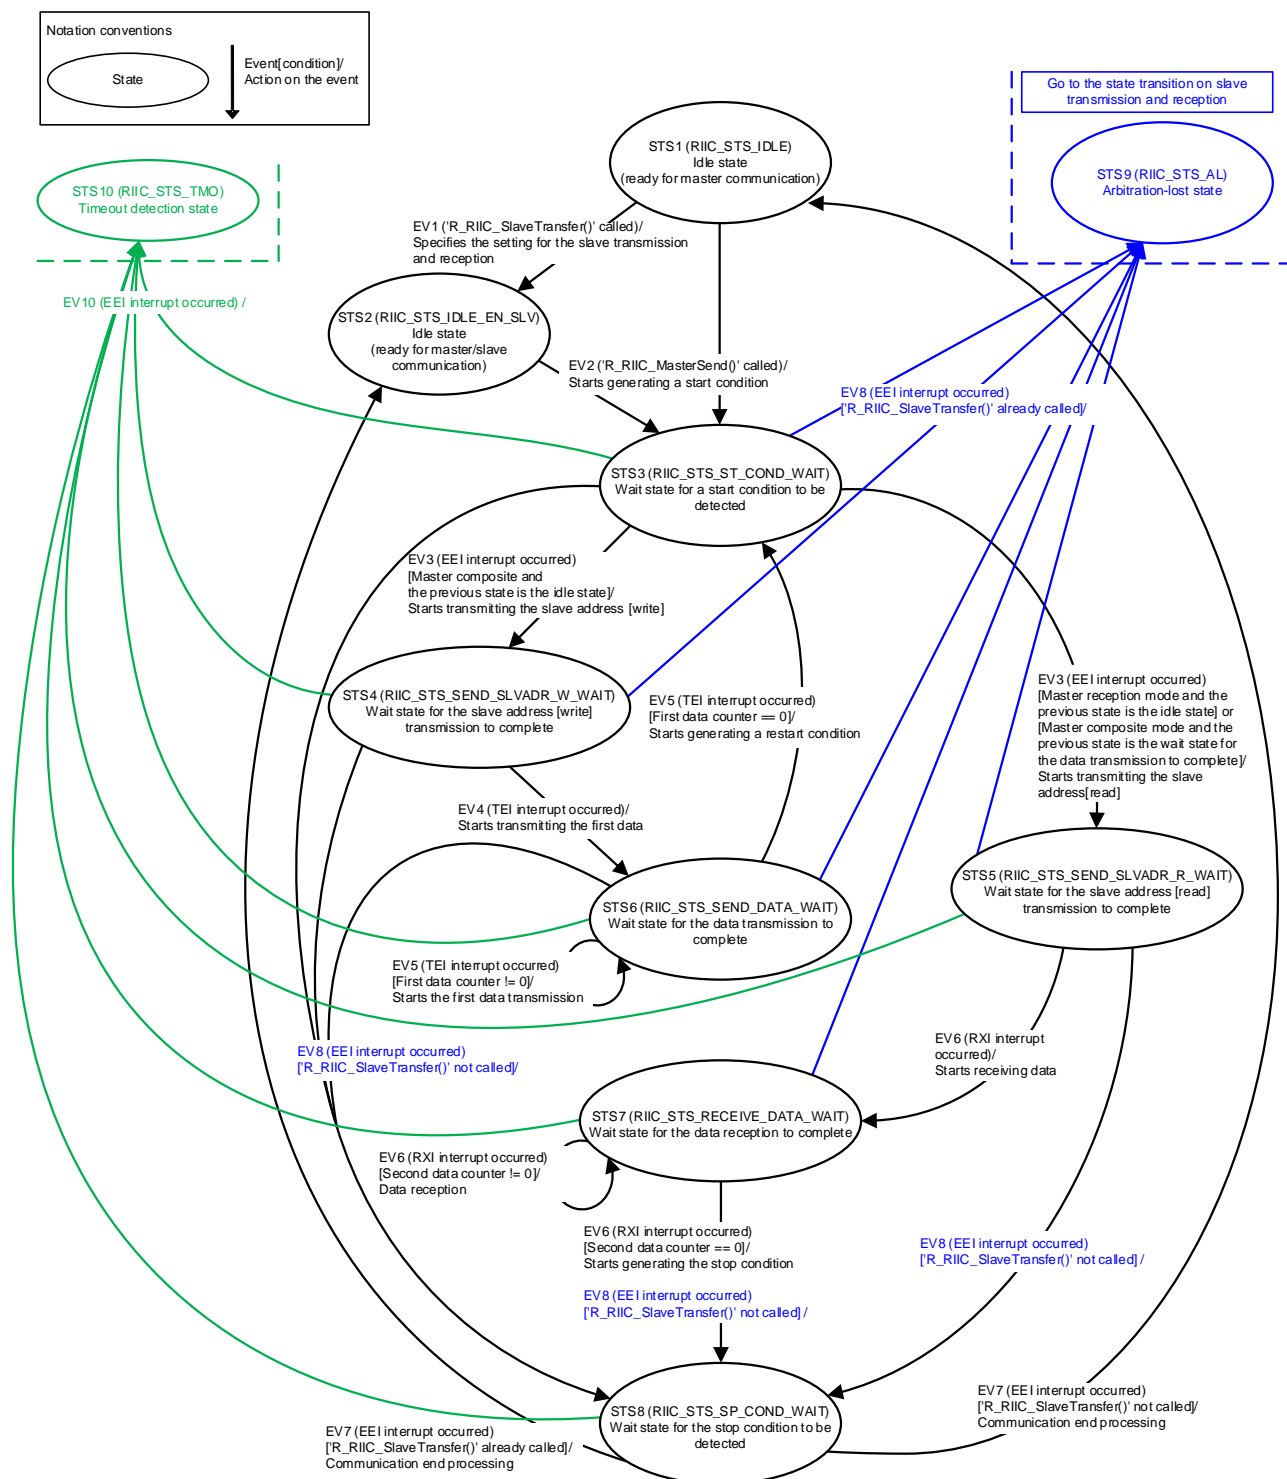 Notation conventions
State
Event[condition]/
Action on the event
Go to the state transition on slave
transmission and reception
STS1 (RIIC_STS_IDLE)
Idle state
(ready for master communication)
STS9 (RIIC_STS_AL)
Arbitration-lost state
STS10 (RIIC_STS_TMO)
Timeout detection state
EV1 ('R_RIIC_SlaveTransfer()' called)/
Specifies the setting for the slave transmission
and reception
EV10 (EEI interrupt occurred) /
STS2 (RIIC_STS_IDLE_EN_SLV)
Idle state
(ready for master/slave
communication)
EV2 ('R_RIIC_MasterSend()' called)/
Starts generating a start condition
EV8 (EEI interrupt occurred)
['R_RIIC_SlaveTransfer()' already called]/
STS3 (RIIC_STS_ST_COND_WAIT)
Wait state for a start condition to be
detected
EV3 (EEI interrupt occurred)
[Master composite and
the previous state is the idle state]/
Starts transmitting the slave address [write]
STS4 (RIIC_STS_SEND_SLVADR_W_WAIT)
Wait state for the slave address [write]
transmission to complete
EV5 (TEI interrupt occurred)
[First data counter == 0]/
Starts generating a restart condition
EV3 (EEI interrupt occurred)
[Master reception mode and the
previous state is the idle state] or
[Master composite mode and the
previous state is the wait state for
the data transmission to complete]/
Starts transmitting the slave
address[read]
EV4 (TEI interrupt occurred)/
Starts transmitting the first data
STS5 (RIIC_STS_SEND_SLVADR_R_WAIT)
Wait state for the slave address [read]
transmission to complete
STS6 (RIIC_STS_SEND_DATA_WAIT)
Wait state for the data transmission to
complete
EV5 (TEI interrupt occurred)
[First data counter != 0]/
Starts the first data transmission
EV8 (EEI interrupt occurred)
['R_RIIC_SlaveTransfer()' not called]/
EV6 (RXI interrupt
occurred)/
Starts receiving data
STS7 (RIIC_STS_RECEIVE_DATA_WAIT)
Wait state for the data reception to complete
EV6 (RXI interrupt occurred)
[Second data counter != 0]/
Data reception
EV6 (RXI interrupt occurred)
[Second data counter == 0]/
Starts generating the stop condition
EV8 (EEI interrupt occurred)
['R_RIIC_SlaveTransfer()' not called] /
EV8 (EEI interrupt occurred)
['R_RIIC_SlaveTransfer()' not called] /
STS8 (RIIC_STS_SP_COND_WAIT)
Wait state for the stop condition to be
detected
EV7 (EEI interrupt occurred)
['R_RIIC_SlaveTransfer()' already called]/
Communication end processing
EV7 (EEI interrupt occurred)
['R_RIIC_SlaveTransfer()' not called]/
Communication end processing